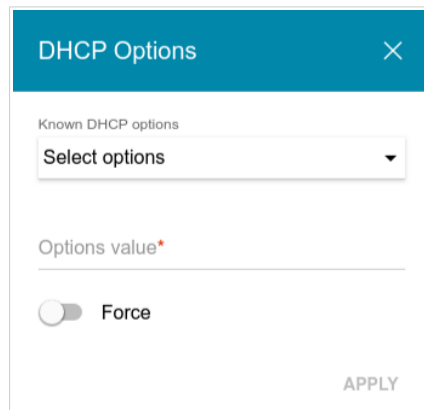 DHCP Options
Known DHCP options
Select options
Options value*
Force
APPLY